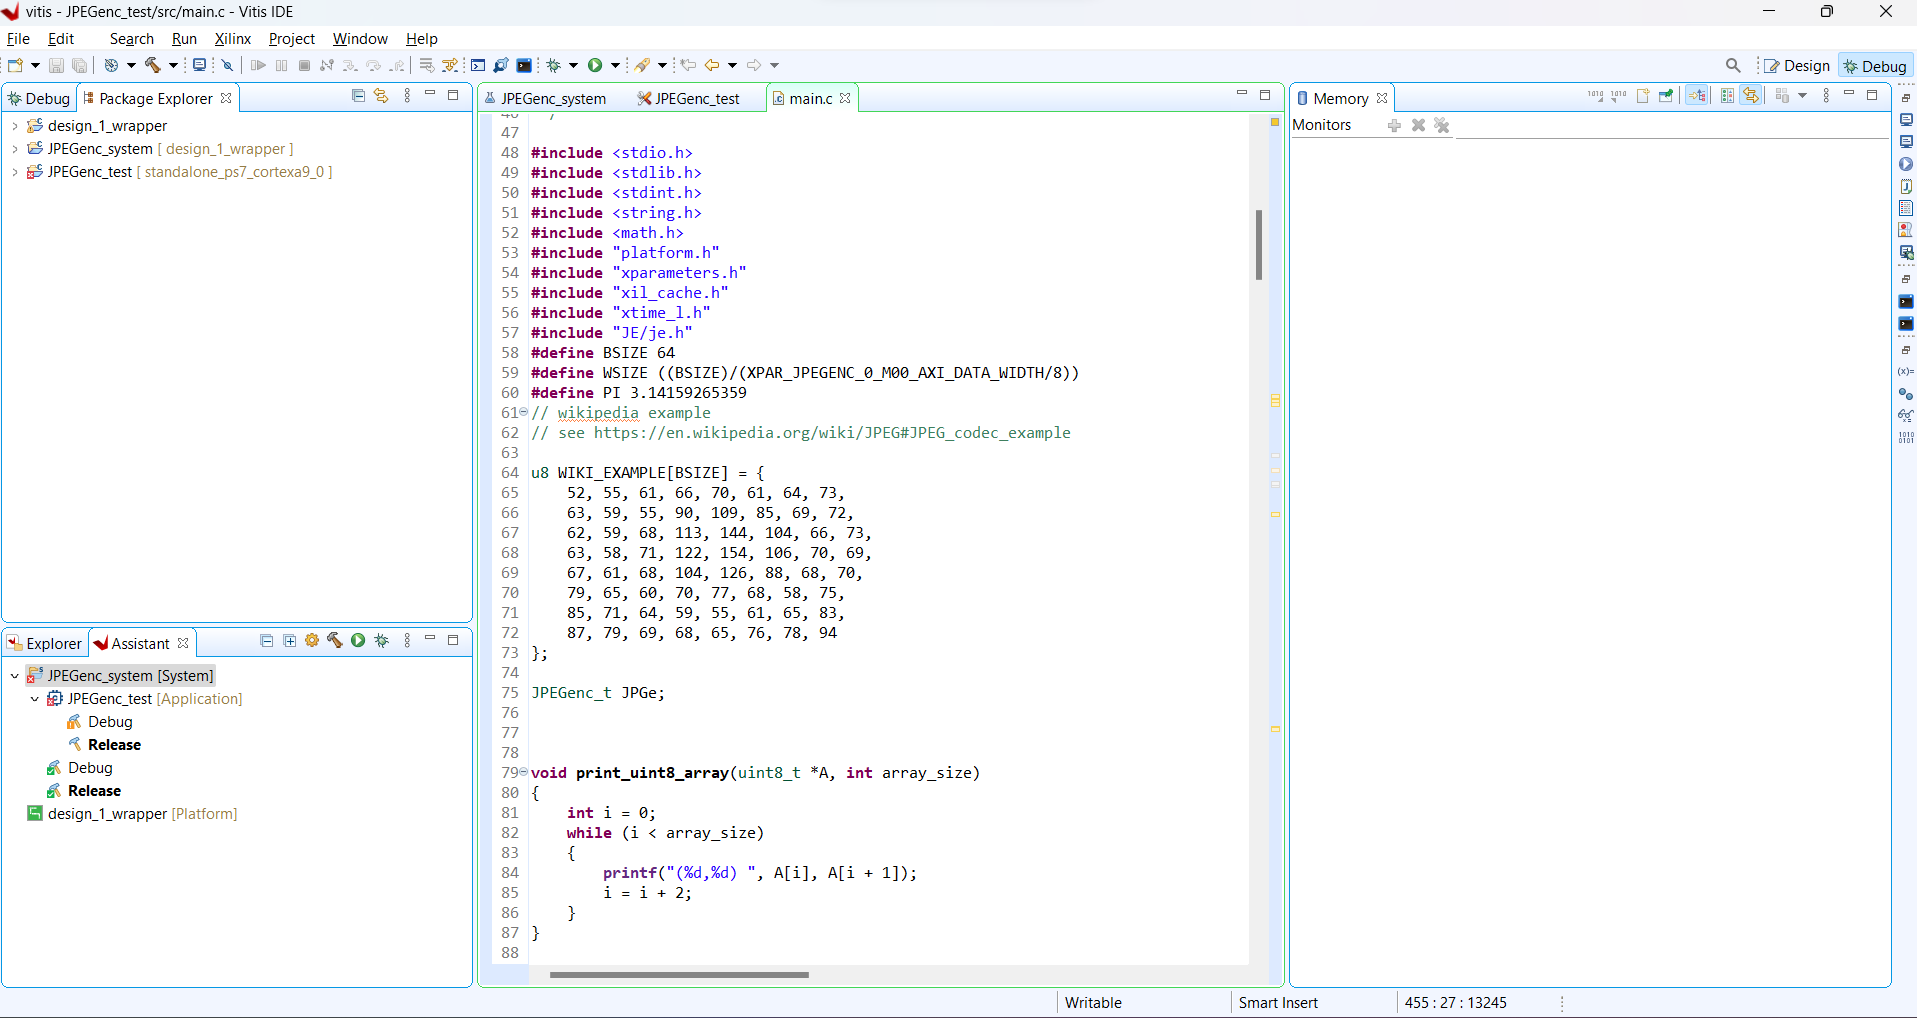 vitis - JPEGenc_test/src/main.c - Vitis IDE
File Edit Search Run Xilinx Project Window Help
Design Debug
Debug Package Explorer
design_1_wrapper
JPEGenc_system [ design_1_wrapper ]
JPEGenc_test [ standalone_ps7_cortexa9_0 ]
Explorer Assistant
JPEGenc_system [System]
JPEGenc_test [Application]
Debug
Release
Debug
Release
design_1_wrapper [Platform]
JPEGenc_system JPEGenc_test main.c
47
48 #include <stdio.h>
49 #include <stdlib.h>
50 #include <stdint.h>
51 #include <string.h>
52 #include <math.h>
53 #include "platform.h"
54 #include "xparameters.h"
55 #include "xil_cache.h"
56 #include "xtime_l.h"
57 #include "JE/je.h"
58 #define BSIZE 64
59 #define WSIZE ((BSIZE)/(XPAR_JPEGENC_0_M00_AXI_DATA_WIDTH/8))
60 #define PI 3.14159265359
61 // wikipedia example
62 // see https://en.wikipedia.org/wiki/JPEG#JPEG_codec_example
63
64 u8 WIKI_EXAMPLE[BSIZE] = {
65 52, 55, 61, 66, 70, 61, 64, 73,
66 63, 59, 55, 90, 109, 85, 69, 72,
67 62, 59, 68, 113, 144, 104, 66, 73,
68 63, 58, 71, 122, 154, 106, 70, 69,
69 67, 61, 68, 104, 126, 88, 68, 70,
70 79, 65, 60, 70, 77, 68, 58, 75,
71 85, 71, 64, 59, 55, 61, 65, 83,
72 87, 79, 69, 68, 65, 76, 78, 94
73 };
74
75 JPEGenc_t JPGe;
76
77
78
79 void print_uint8_array(uint8_t *A, int array_size)
80 {
81 int i = 0;
82 while (i < array_size)
83 {
84 printf("(%d,%d) ", A[i], A[i + 1]);
85 i = i + 2;
86 }
87 }
88
Memory
Monitors
Writable Smart Insert 455 : 27 : 13245